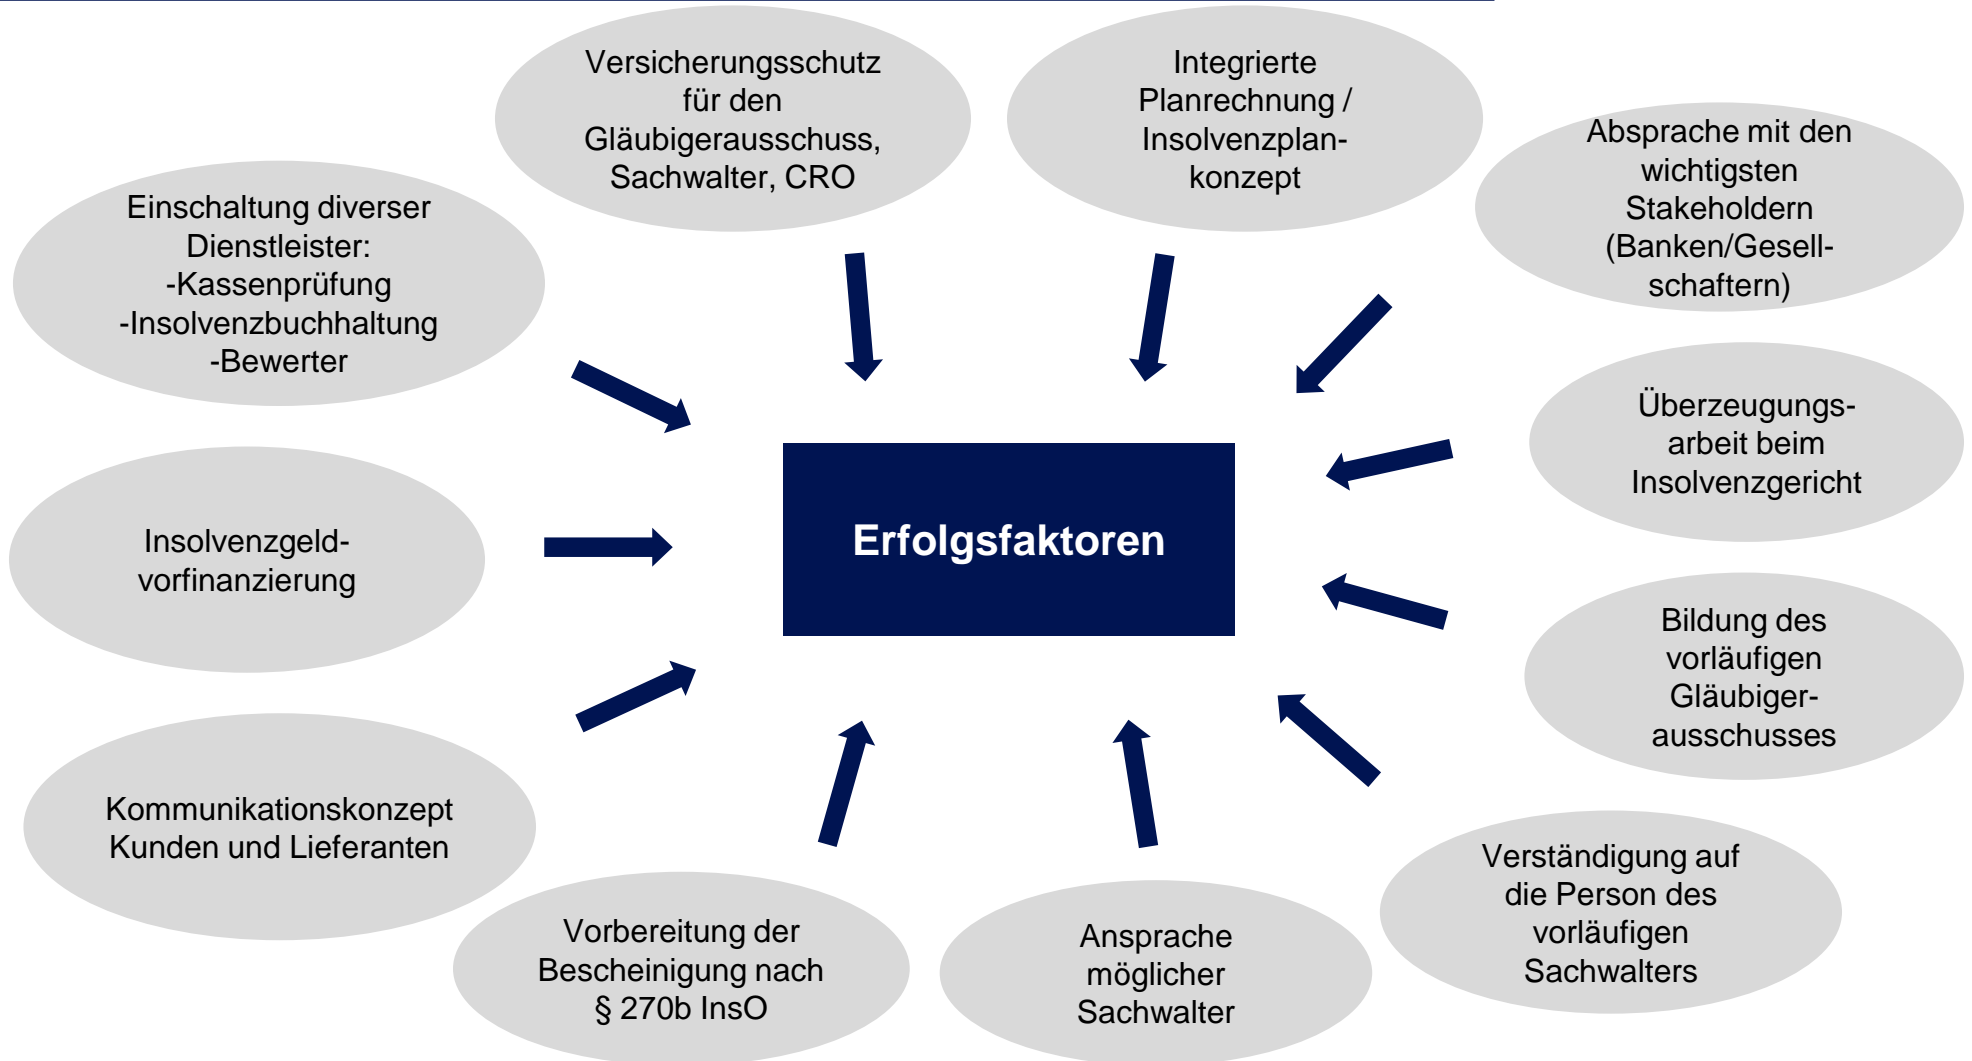 Versicherungsschutz
für den
Gläubigerausschuss,
Sachwalter, CRO
Integrierte
Planrechnung /
Insolvenzplan-
konzept
Absprache mit den
wichtigsten
Stakeholdern
(Banken/Gesell-
schaftern)
Einschaltung diverser
Dienstleister:
-Kassenprüfung
-Insolvenzbuchhaltung
-Bewerter
Überzeugungs-
arbeit beim
Insolvenzgericht
Insolvenzgeld-
vorfinanzierung
Erfolgsfaktoren
Bildung des
vorläufigen
Gläubiger-
ausschusses
Kommunikationskonzept
Kunden und Lieferanten
Verständigung auf
die Person des
vorläufigen
Sachwalters
Vorbereitung der
Bescheinigung nach
§ 270b InsO
Ansprache
möglicher
Sachwalter